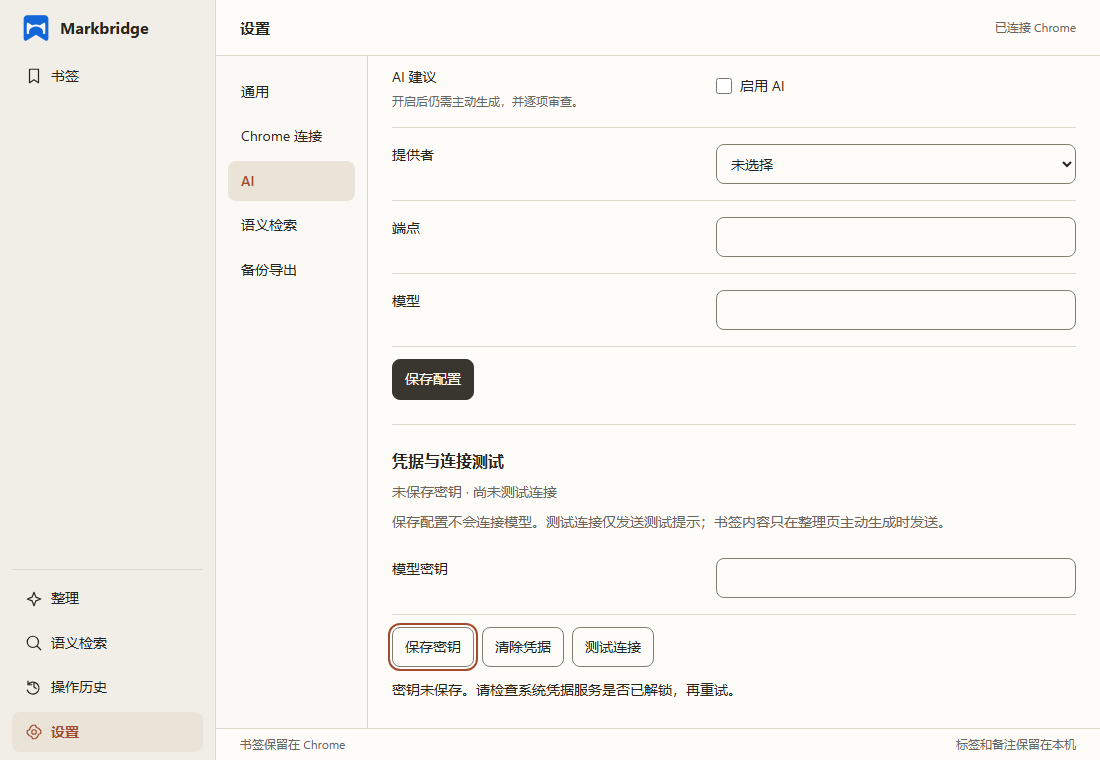 Markbridge
书签
整理
语义检索
操作历史
设置
设置
已连接 Chrome
通用
Chrome 连接
AI
语义检索
备份导出
AI 建议
开启后仍需主动生成，并逐项审查。
启用 AI
提供者
未选择
端点
模型
保存配置
凭据与连接测试
未保存密钥 · 尚未测试连接
保存配置不会连接模型。测试连接仅发送测试提示；书签内容只在整理页主动生成时发送。
模型密钥
保存密钥
清除凭据
测试连接
密钥未保存。请检查系统凭据服务是否已解锁，再重试。
书签保留在 Chrome
标签和备注保留在本机